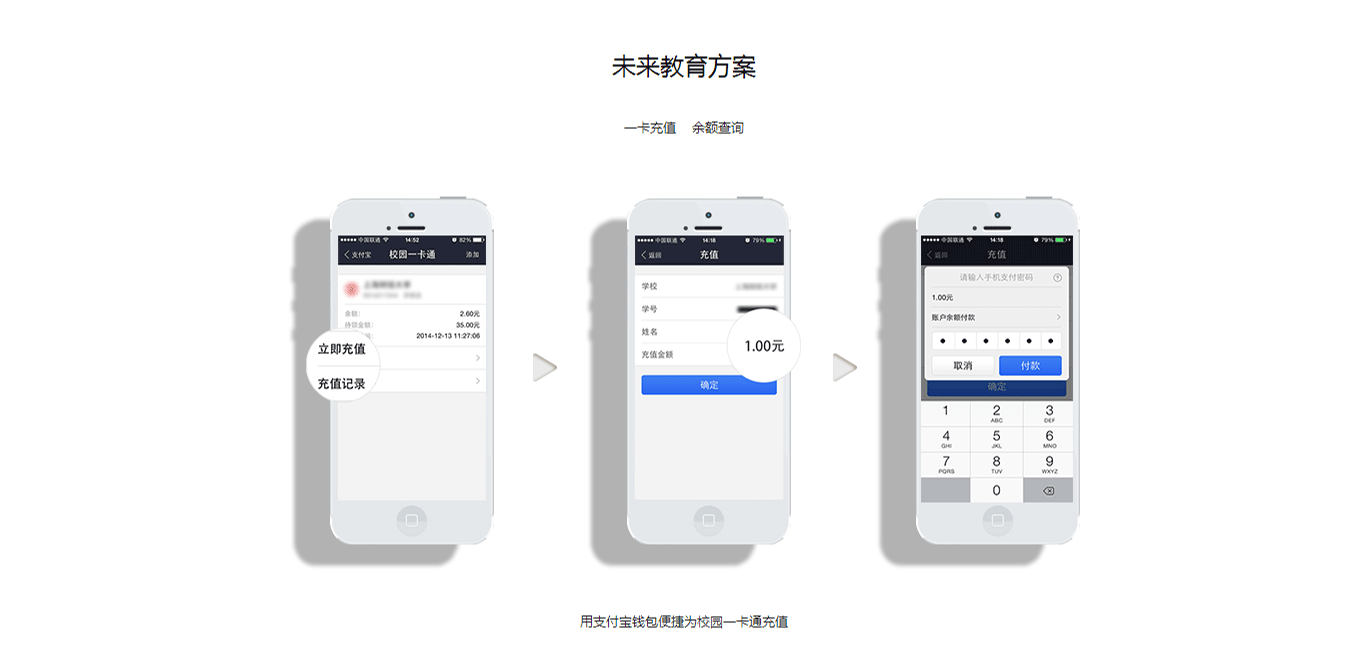 未来教育方案
一卡充值 余额查询
中国联通 14:52 82%
支付宝 校园一卡通 添加
余额： 2.60元
待领金额： 35.00元
2014-12-13 11:27:06
立即充值
充值记录
中国联通 14:18 79%
返回 充值
学校
学号
姓名
充值金额 1.00元
确定
中国联通 14:18 79%
返回 充值
请输入手机支付密码 ?
1.00元
账户余额付款
取消 付款
确定
1 2 3
ABC DEF
4 5 6
GHI JKL MNO
7 8 9
PQRS TUV WXYZ
0
用支付宝钱包便捷为校园一卡通充值